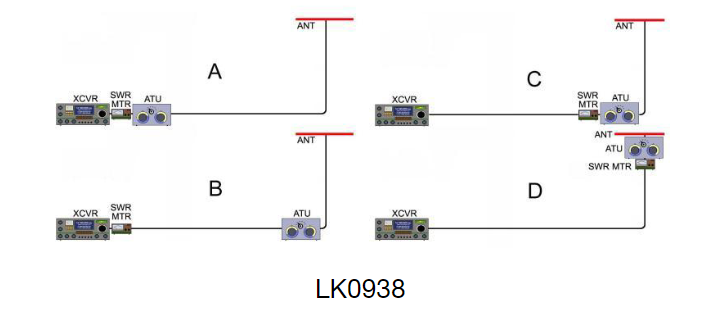 ANT
A
XCVR
SWR
MTR
ATU
ANT
C
XCVR
SWR
MTR
ATU
ANT
B
XCVR
SWR
MTR
ATU
ANT
ATU
SWR MTR
D
XCVR
LK0938